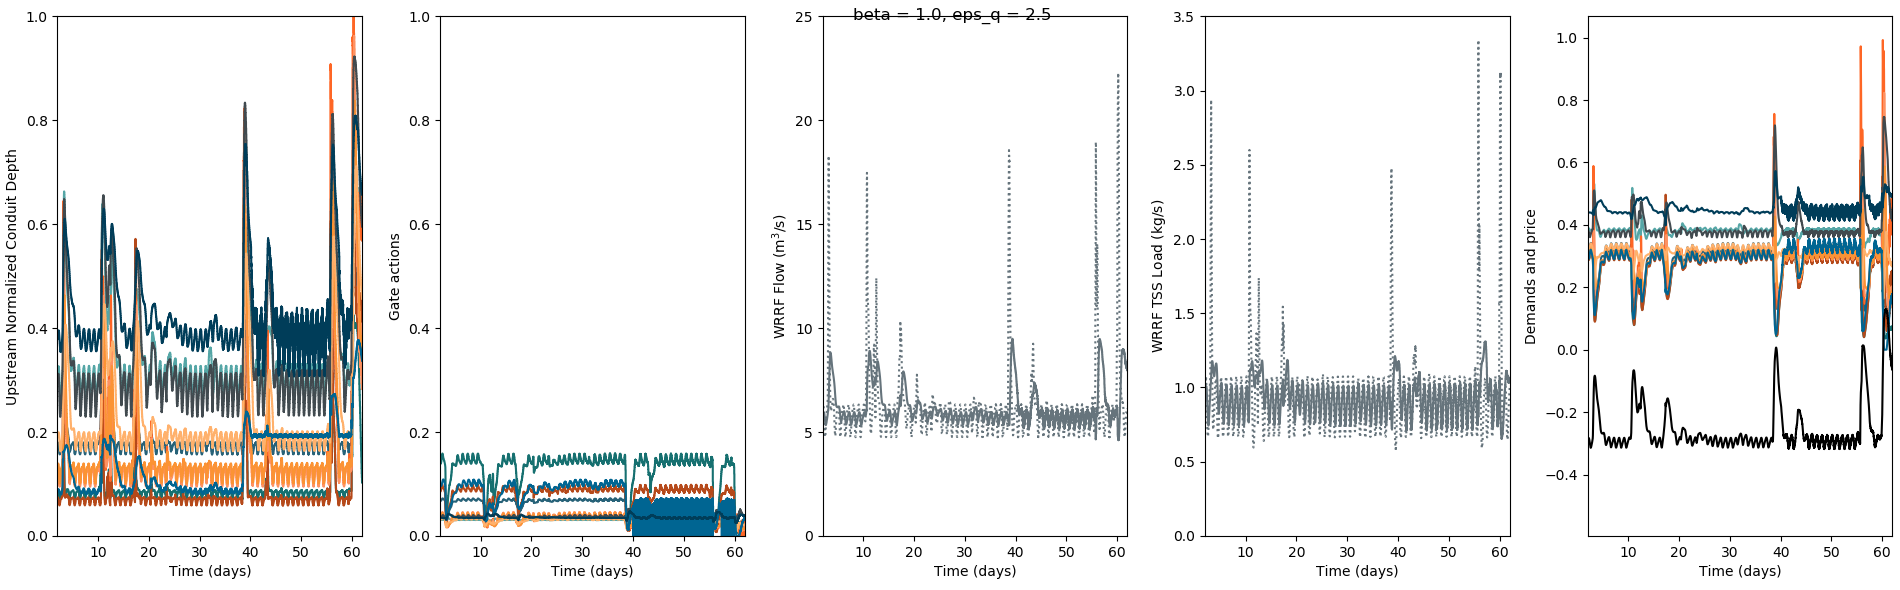 beta = 1.0, eps_q = 2.5
Upstream Normalized Conduit Depth
1.0
0.8
0.6
0.4
0.2
0.0
10 20 30 40 50 60
Time (days)
Gate actions
1.0
0.8
0.6
0.4
0.2
0.0
10 20 30 40 50 60
Time (days)
WRRF Flow (m³/s)
25
20
15
10
5
0
10 20 30 40 50 60
Time (days)
WRRF TSS Load (kg/s)
3.5
3.0
2.5
2.0
1.5
1.0
0.5
0.0
10 20 30 40 50 60
Time (days)
Demands and price
1.0
0.8
0.6
0.4
0.2
0.0
−0.2
−0.4
10 20 30 40 50 60
Time (days)